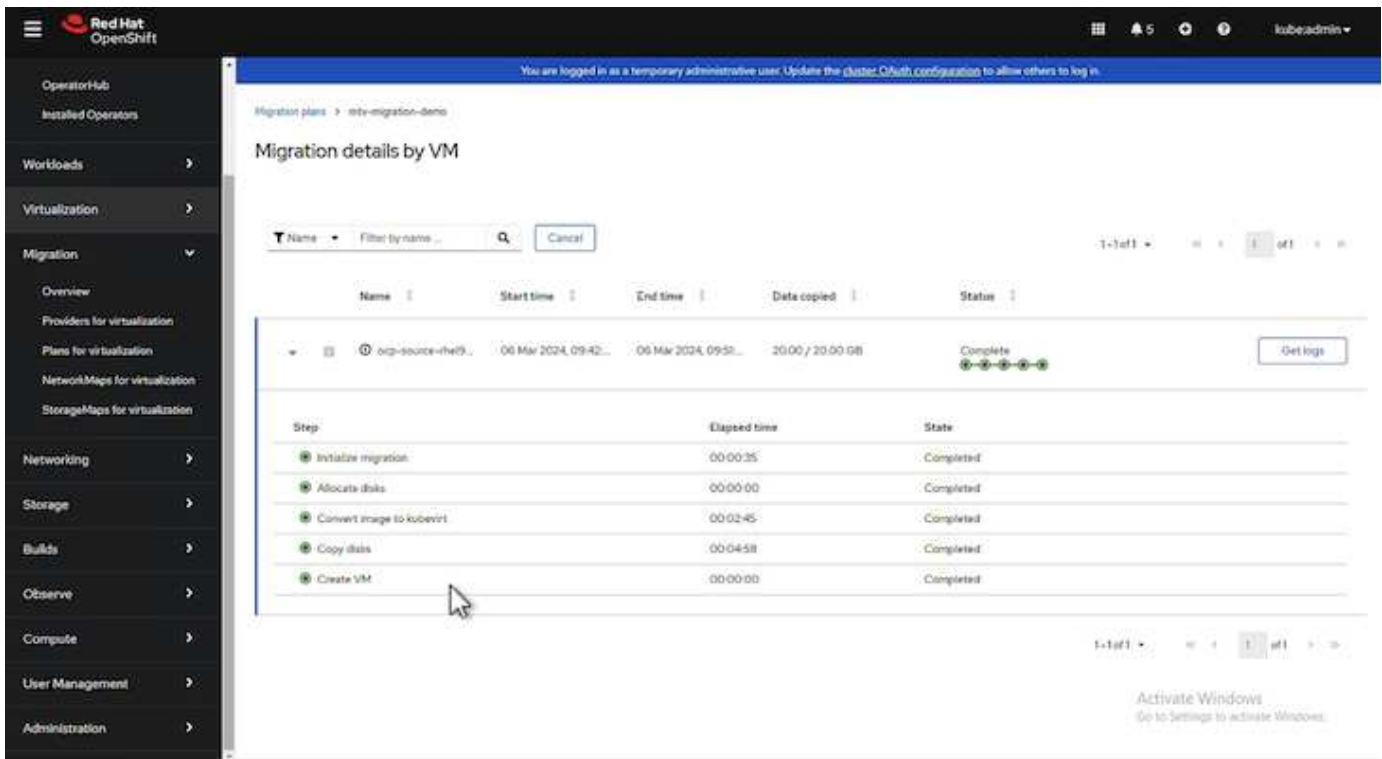 Red Hat
OpenShift
5
kube:admin
OperatorHub
Installed Operators
Workloads
Virtualization
Migration
Overview
Providers for virtualization
Plans for virtualization
NetworkMaps for virtualization
StorageMaps for virtualization
Networking
Storage
Builds
Observe
Compute
User Management
Administration
You are logged in as a temporary administrative user. Update the cluster OAuth configuration to allow others to log in.
Migration plans > mtv-migration-demo
Migration details by VM
Name Filter by name ... Cancel
1-1 of 1 1 of 1
Name Start time End time Data copied Status
ocp-source-rhel9... 06 Mar 2024, 09:42... 06 Mar 2024, 09:51... 20.00 / 20.00 GB Complete Get logs
Step Elapsed time State
Initialize migration 00:00:35 Completed
Allocate disks 00:00:00 Completed
Convert image to kubevirt 00:02:45 Completed
Copy disks 00:04:58 Completed
Create VM 00:00:00 Completed
1-1 of 1 1 of 1
Activate Windows
Go to Settings to activate Windows.